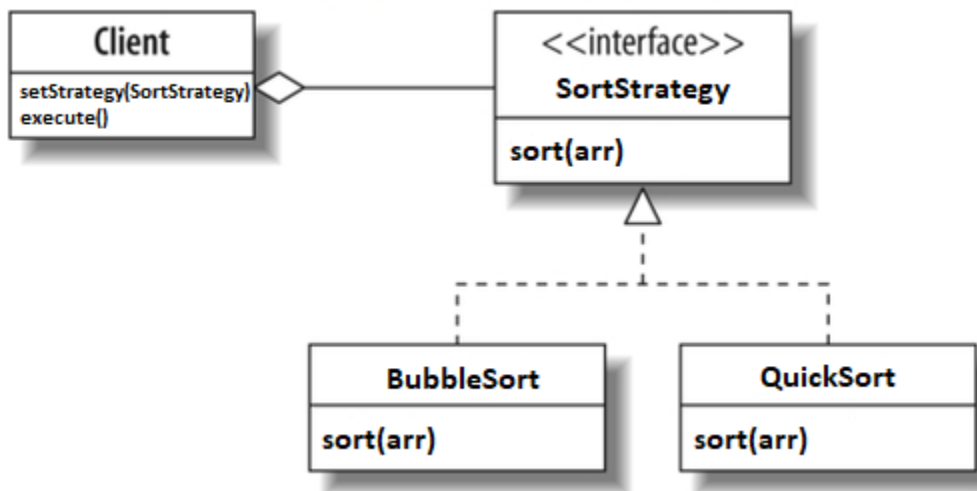 Client
setStrategy(SortStrategy)
execute()
<<interface>>
SortStrategy
sort(arr)
BubbleSort
sort(arr)
QuickSort
sort(arr)